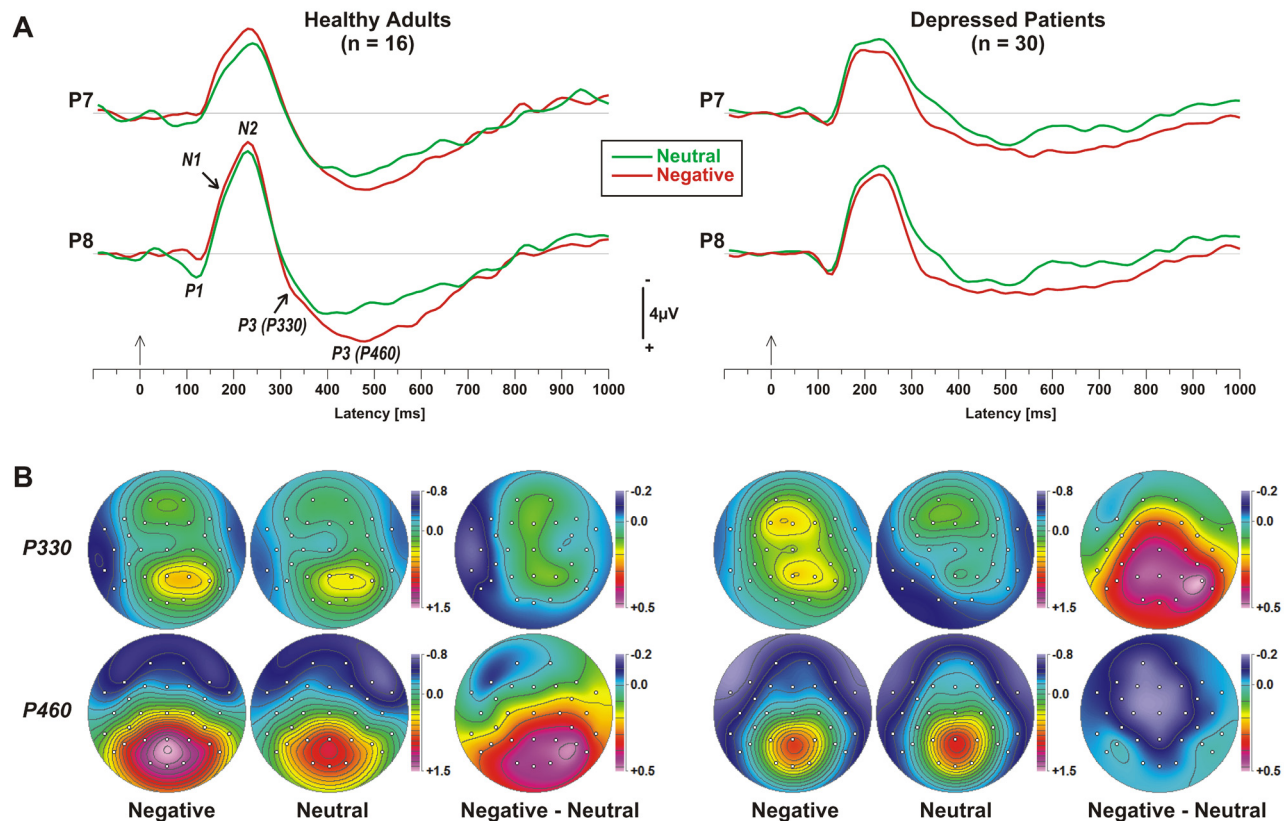 A
Healthy Adults
(n = 16)
Depressed Patients
(n = 30)
P7
N2
N1
P8
P1
P3 (P330)
P3 (P460)
Neutral
Negative
-
4µV
+
P7
P8
0 100 200 300 400 500 600 700 800 900 1000
Latency [ms]
0 100 200 300 400 500 600 700 800 900 1000
Latency [ms]
B
P330
-0.8
0.0
+1.5
-0.2
0.0
+0.5
-0.8
0.0
+1.5
-0.2
0.0
+0.5
P460
-0.8
0.0
+1.5
-0.2
0.0
+0.5
-0.8
0.0
+1.5
-0.2
0.0
+0.5
Negative Neutral Negative - Neutral
Negative Neutral Negative - Neutral